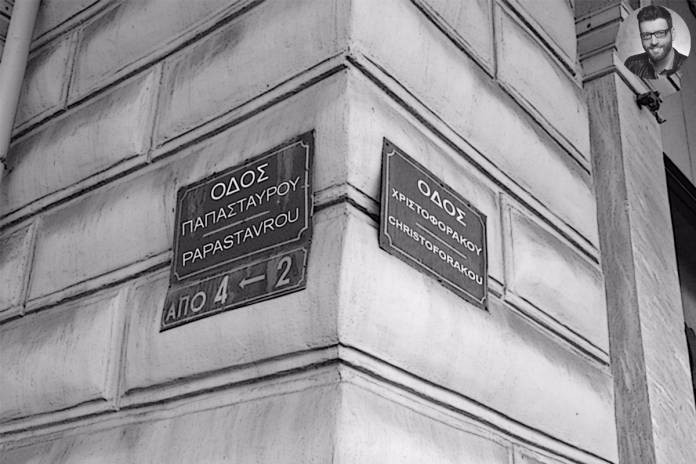 ΟΔΟΣ
ΠΑΠΑΣΤΑΥΡΟΥ
PAPASTAVROU
ΑΠΟ 4 ← 2
ΟΔΟΣ
ΧΡΙΣΤΟΦΟΡΑΚΟΥ
CHRISTOFORAKOU